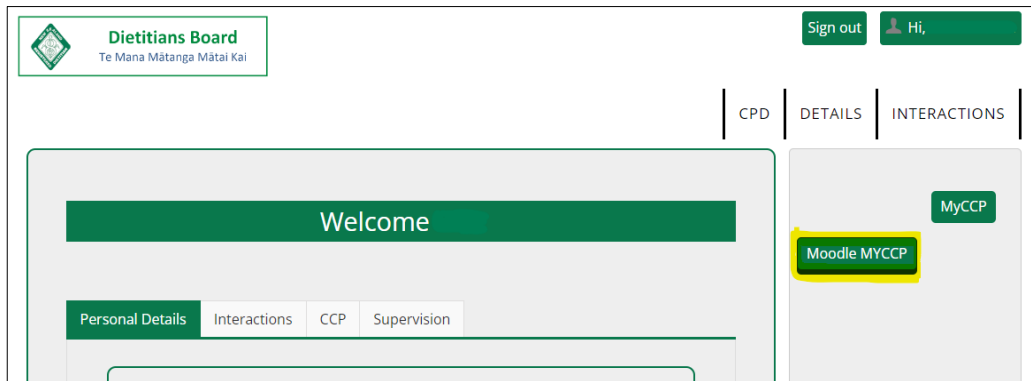 Dietitians Board
Te Mana Mātanga Mātai Kai
Sign out
Hi,
CPD
DETAILS
INTERACTIONS
Welcome
MyCCP
Moodle MYCCP
Personal Details
Interactions
CCP
Supervision